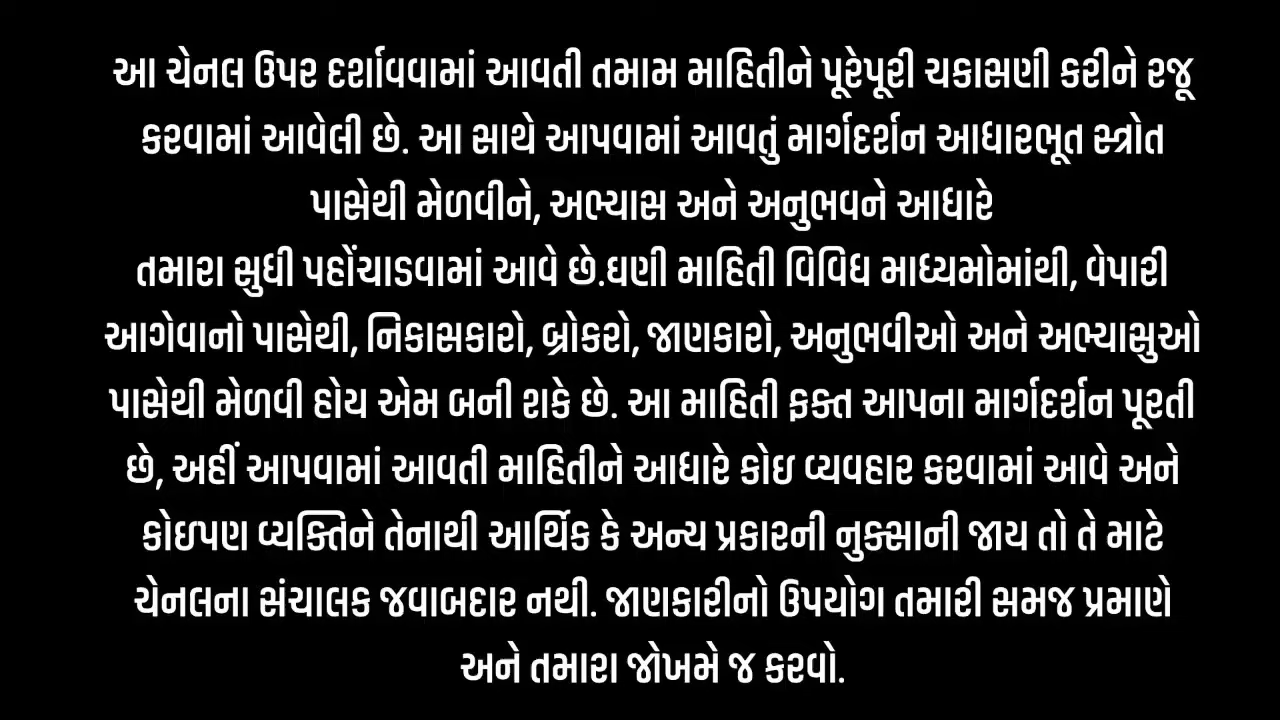 આ ચેનલ ઉપર દર્શાવવામાં આવતી તમામ માહિતીને પૂરેપૂરી ચકાસણી કરીને રજૂ
કરવામાં આવેલી છે. આ સાથે આપવામાં આવતું માર્ગદર્શન આધારભૂત સ્ત્રોત
પાસેથી મેળવીને, અભ્યાસ અને અનુભવને આધારે
તમારા સુધી પહોંચાડવામાં આવે છે.ઘણી માહિતી વિવિધ માધ્યમોમાંથી, વેપારી
આગેવાનો પાસેથી, નિકાસકારો, બ્રોકરો, જાણકારો, અનુભવીઓ અને અભ્યાસુઓ
પાસેથી મેળવી હોય એમ બની શકે છે. આ માહિતી ફક્ત આપના માર્ગદર્શન પૂરતી
છે, અહીં આપવામાં આવતી માહિતીને આધારે કોઇ વ્યવહાર કરવામાં આવે અને
કોઇપણ વ્યક્તિને તેનાથી આર્થિક કે અન્ય પ્રકારની નુક્સાની જાય તો તે માટે
ચેનલના સંચાલક જવાબદાર નથી. જાણકારીનો ઉપયોગ તમારી સમજ પ્રમાણે
અને તમારા જોખમે જ કરવો.